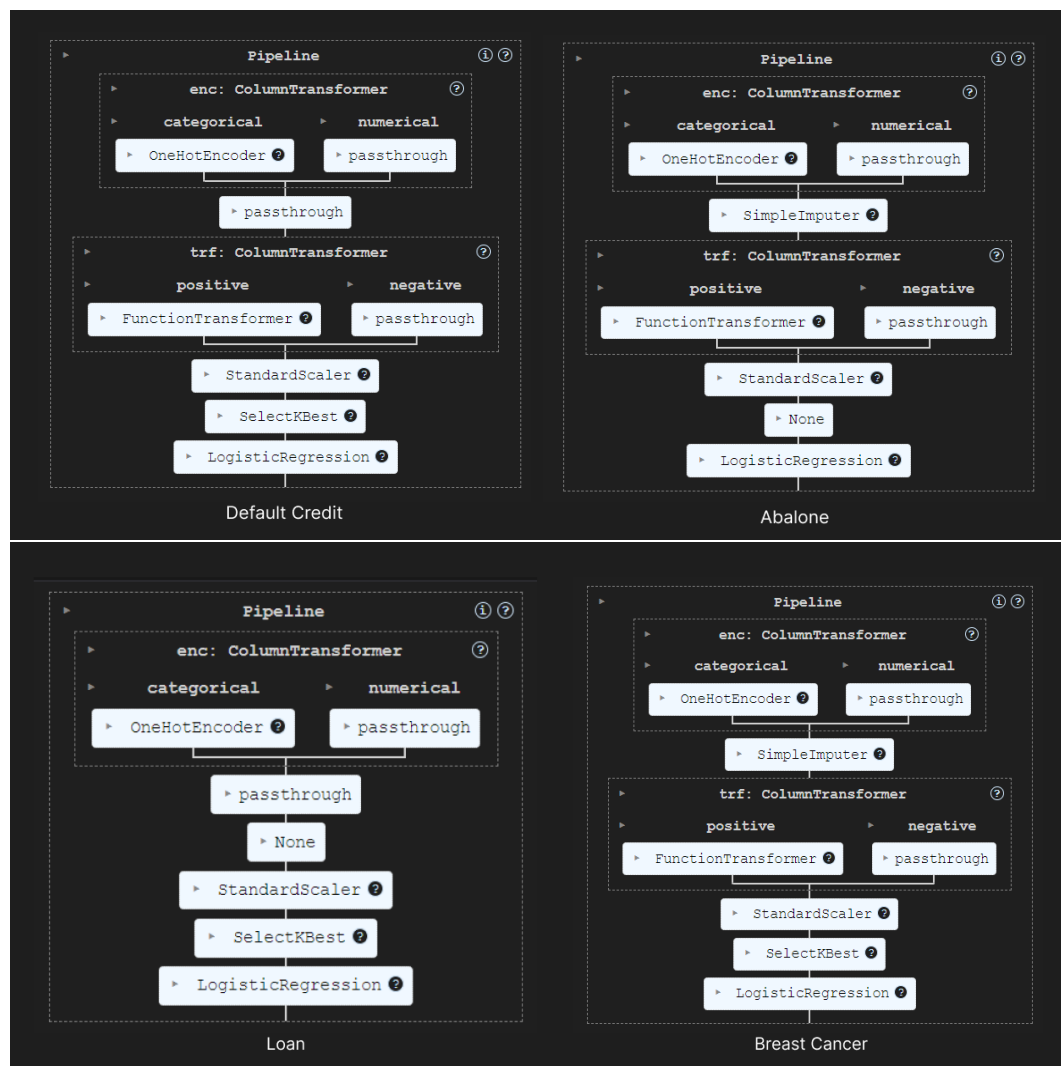 Pipeline
enc: ColumnTransformer
categorical numerical
OneHotEncoder passthrough
passthrough
trf: ColumnTransformer
positive negative
FunctionTransformer passthrough
StandardScaler
SelectKBest
LogisticRegression
Default Credit
Pipeline
enc: ColumnTransformer
categorical numerical
OneHotEncoder passthrough
SimpleImputer
trf: ColumnTransformer
positive negative
FunctionTransformer passthrough
StandardScaler
None
LogisticRegression
Abalone
Pipeline
enc: ColumnTransformer
categorical numerical
OneHotEncoder passthrough
passthrough
None
StandardScaler
SelectKBest
LogisticRegression
Loan
Pipeline
enc: ColumnTransformer
categorical numerical
OneHotEncoder passthrough
SimpleImputer
trf: ColumnTransformer
positive negative
FunctionTransformer passthrough
StandardScaler
SelectKBest
LogisticRegression
Breast Cancer